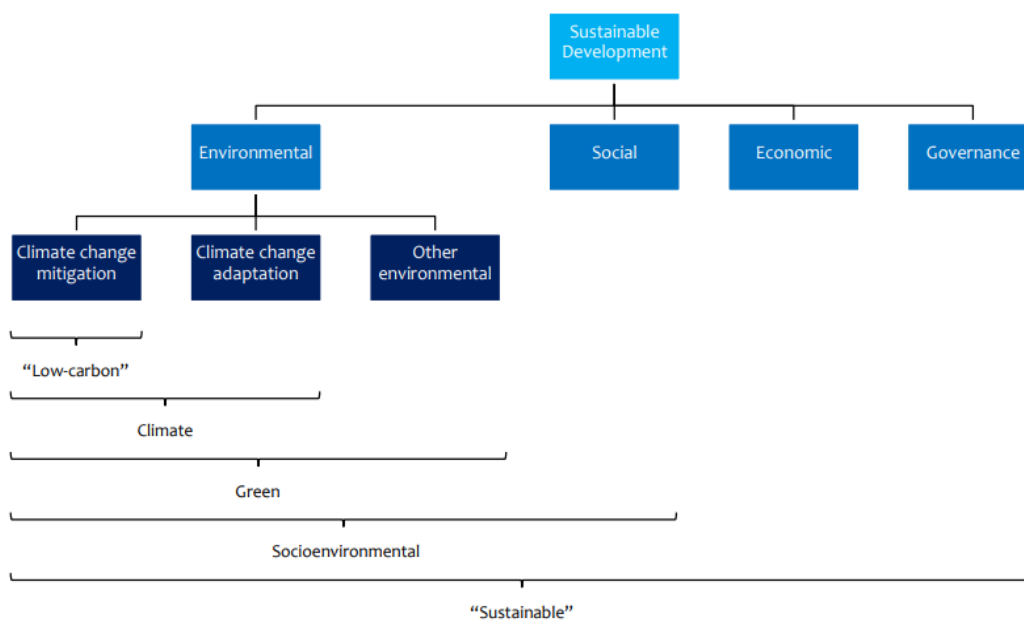 Sustainable
Development
Environmental
Social
Economic
Governance
Climate change
mitigation
Climate change
adaptation
Other
environmental
“Low-carbon”
Climate
Green
Socioenvironmental
“Sustainable”